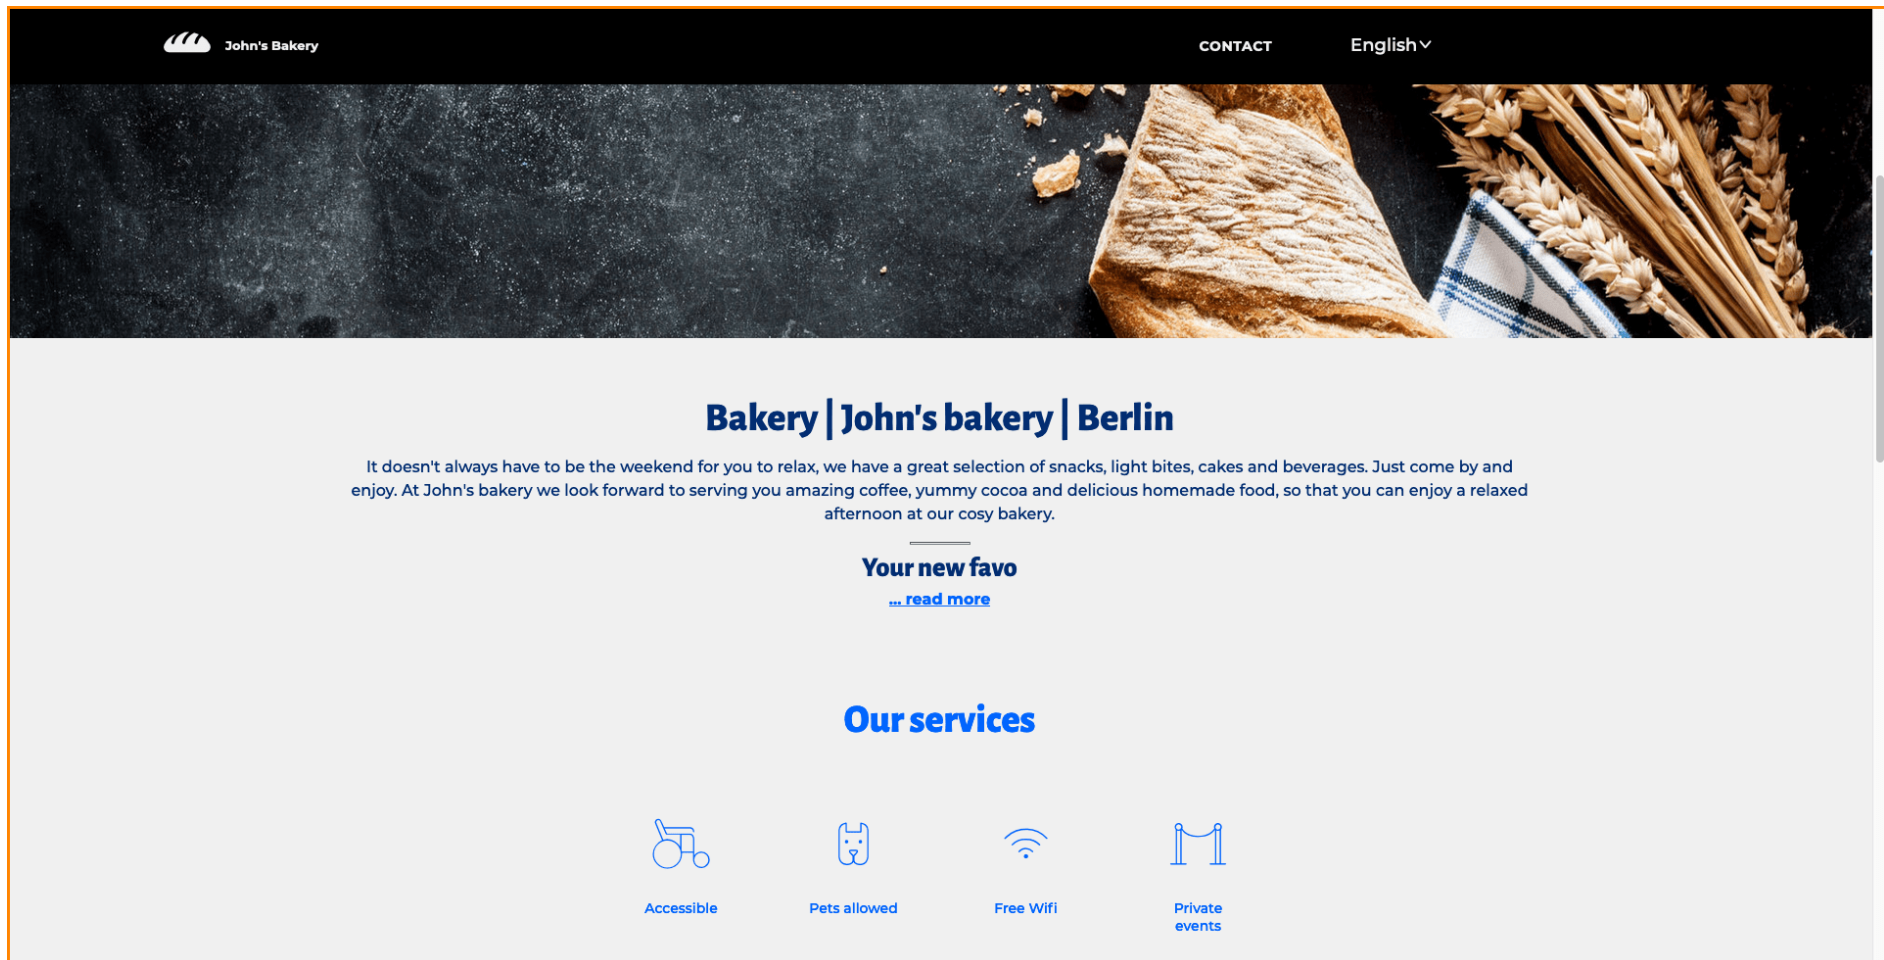 John's Bakery
CONTACT
English
Bakery | John's bakery | Berlin
It doesn't always have to be the weekend for you to relax, we have a great selection of snacks, light bites, cakes and beverages. Just come by and
enjoy. At John's bakery we look forward to serving you amazing coffee, yummy cocoa and delicious homemade food, so that you can enjoy a relaxed
afternoon at our cosy bakery.
Your new favo
... read more
Our services
Accessible
Pets allowed
Free Wifi
Private
events